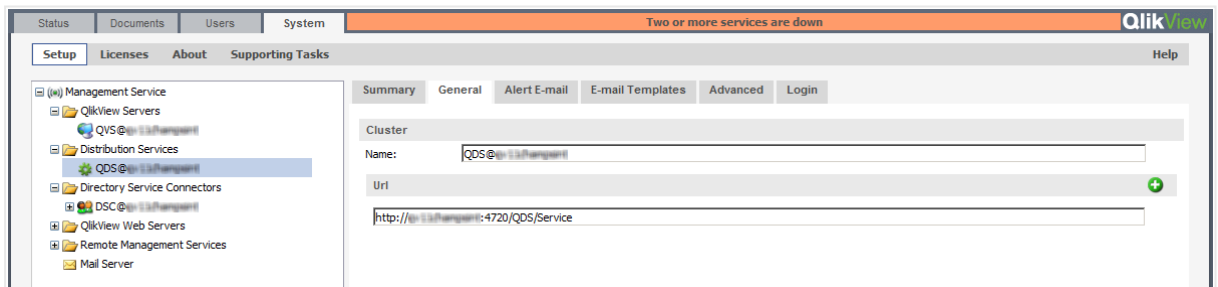 Status Documents Users System Two or more services are down QlikView
Setup Licenses About Supporting Tasks Help
Management Service
QlikView Servers
QVS@
Distribution Services
QDS@
Directory Service Connectors
DSC@
QlikView Web Servers
Remote Management Services
Mail Server
Summary General Alert E-mail E-mail Templates Advanced Login
Cluster
Name: QDS@
Url
http:// :4720/QDS/Service